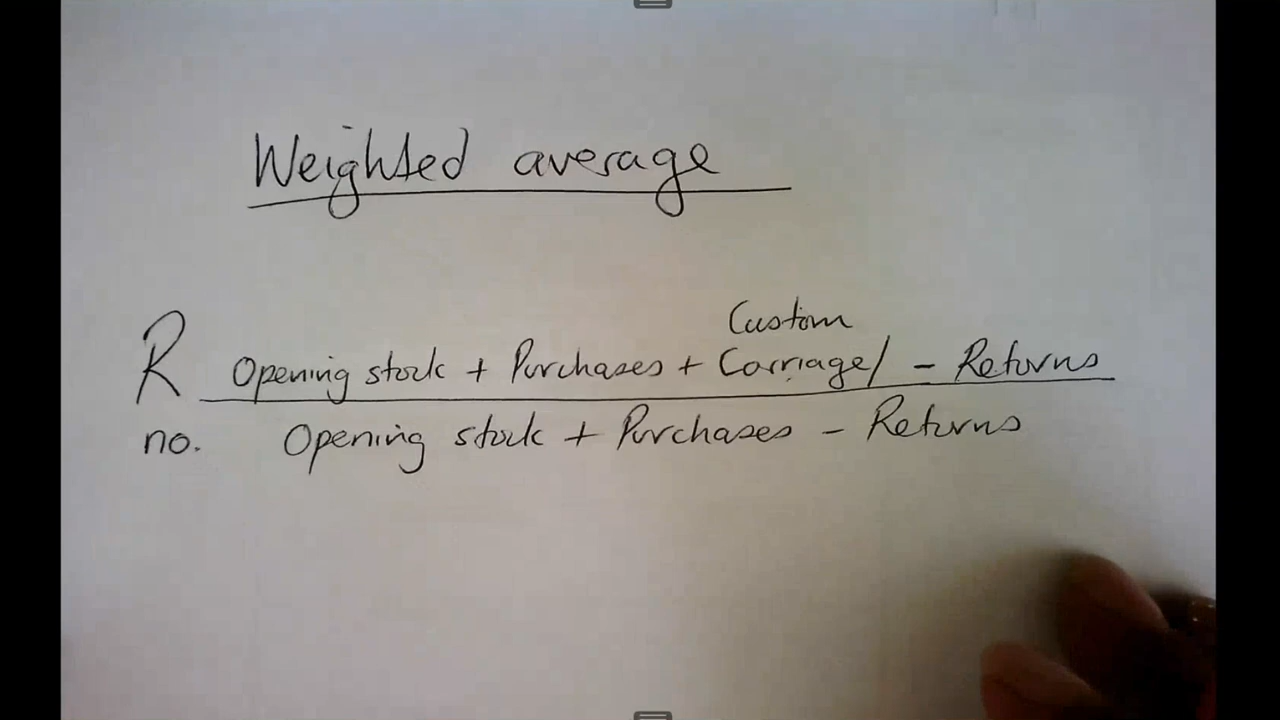 Weighted average
Custom
R Opening stock + Purchases + Carriage/ - Returns
no. Opening stock + Purchases - Returns